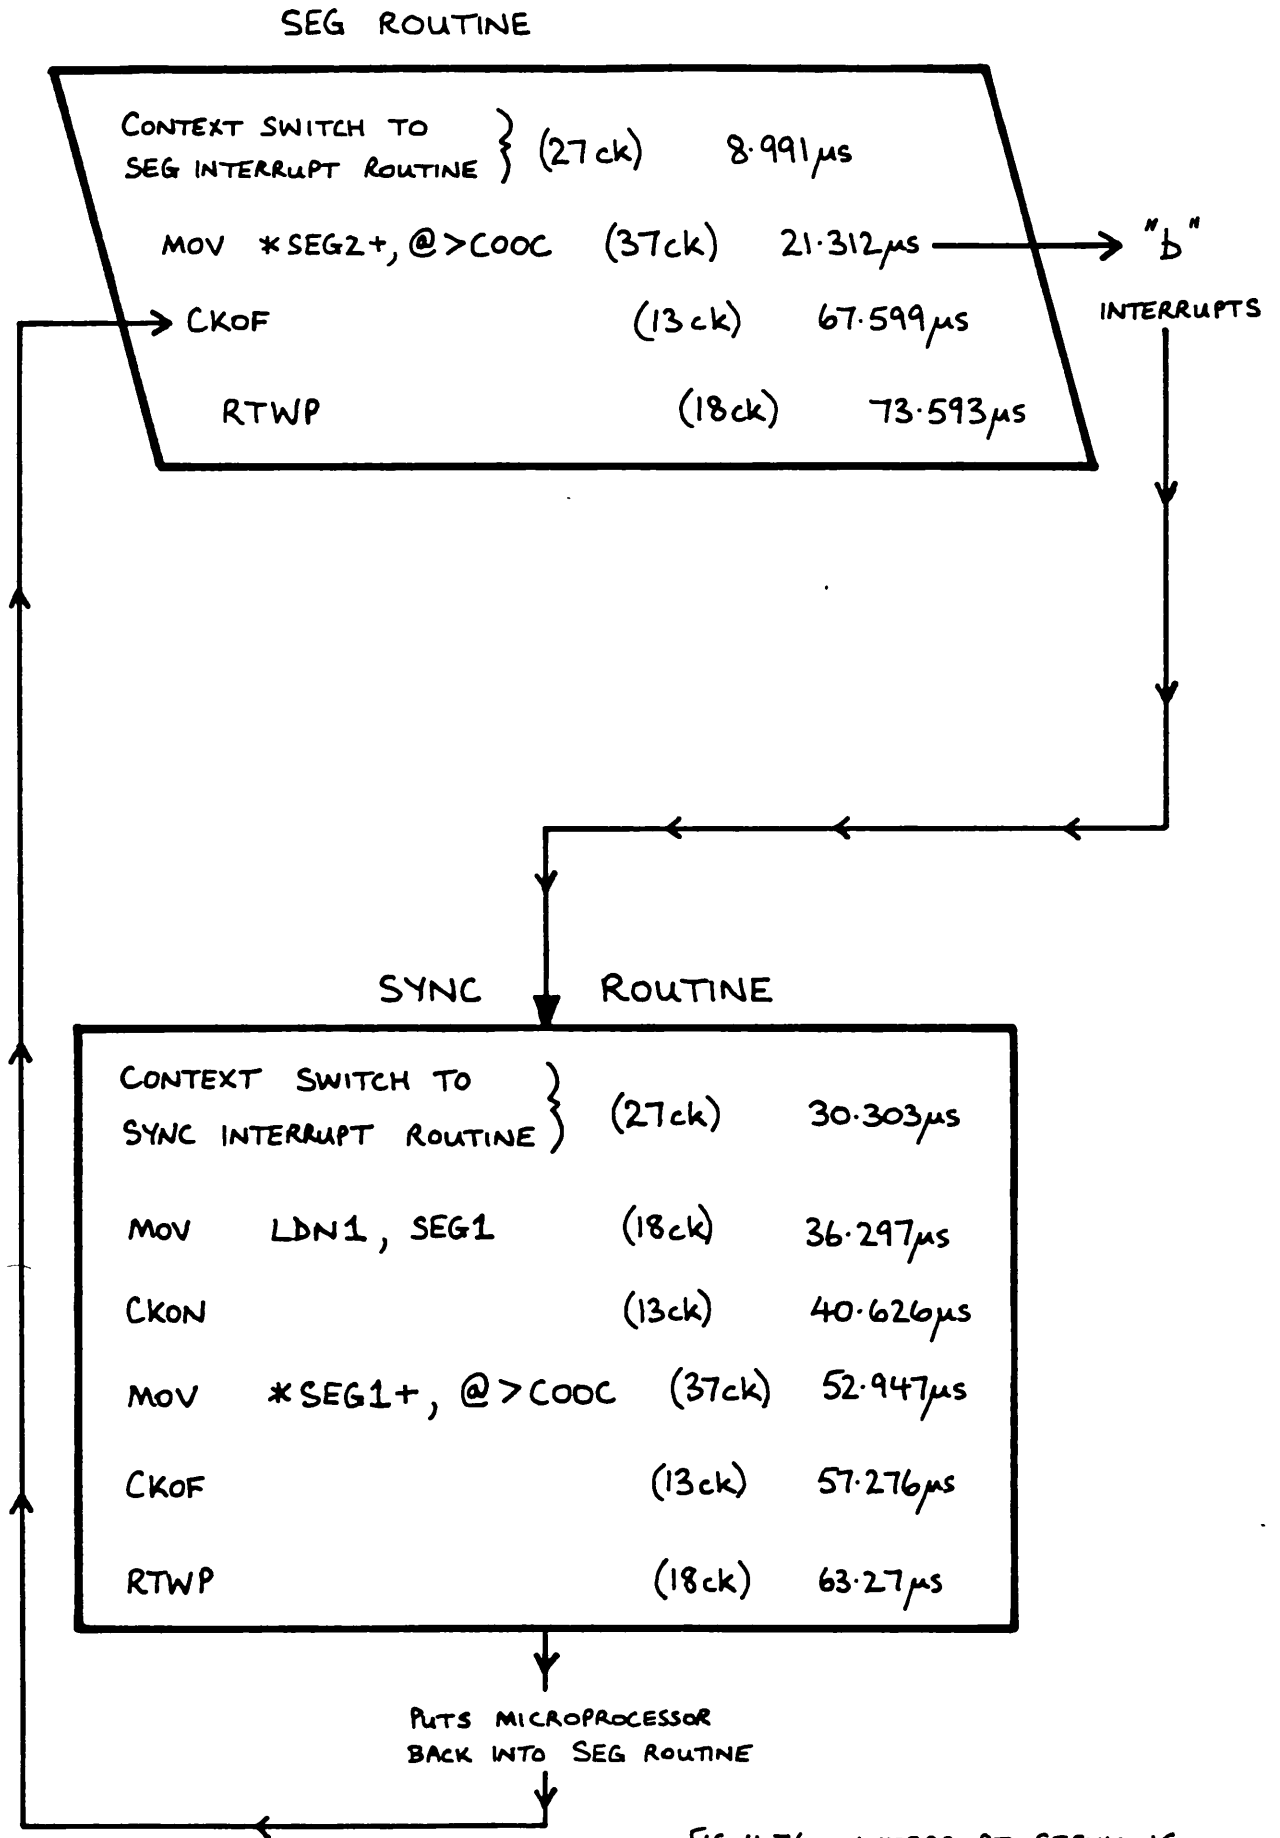 SEG ROUTINE
CONTEXT SWITCH TO
SEG INTERRUPT ROUTINE } (27ck) 8.991µs
MOV *SEG2+, @>C00C (37ck) 21.312µs
"b"
INTERRUPTS
CKOF (13ck) 67.599µs
RTWP (18ck) 73.593µs
SYNC ROUTINE
CONTEXT SWITCH TO
SYNC INTERRUPT ROUTINE } (27ck) 30.303µs
MOV LDN1, SEG1 (18ck) 36.297µs
CKON (13ck) 40.626µs
MOV *SEG1+, @>C00C (37ck) 52.947µs
CKOF (13ck) 57.276µs
RTWP (18ck) 63.27µs
PUTS MICROPROCESSOR
BACK INTO SEG ROUTINE